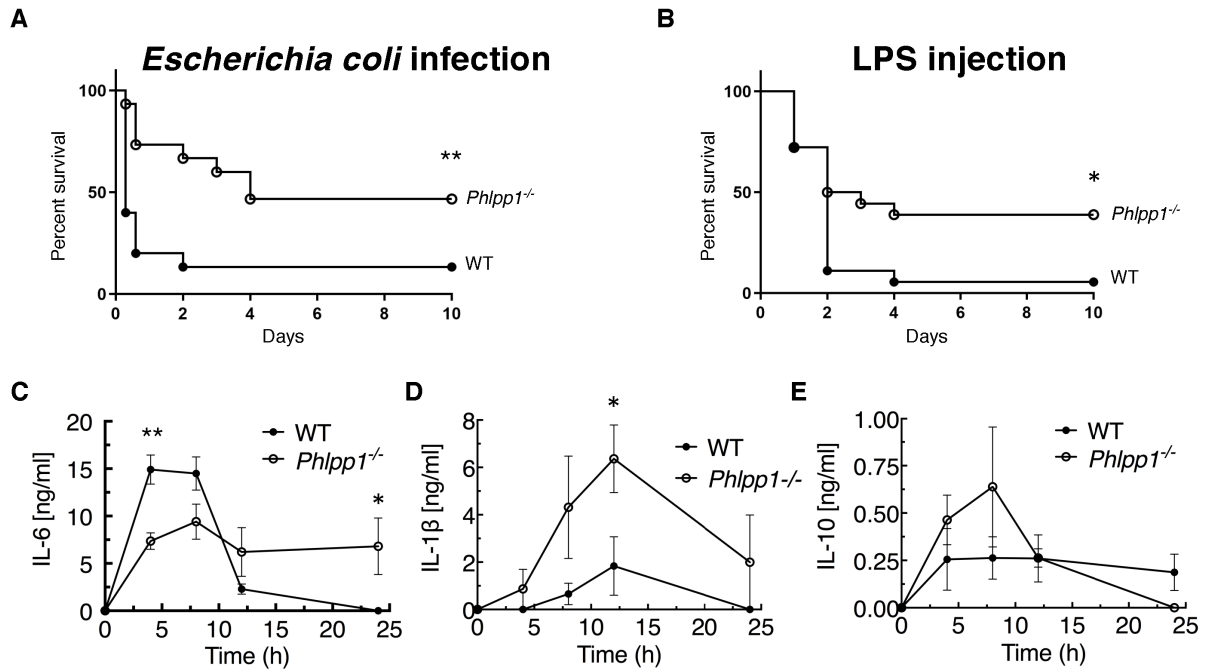 A
Escherichia coli infection
100
50
0
Percent survival
**
Phlpp1-/-
WT
0 2 4 6 8 10
Days
B
LPS injection
100
50
0
Percent survival
*
Phlpp1-/-
WT
0 2 4 6 8 10
Days
C
20
15
10
5
0
IL-6 [ng/ml]
**
*
WT
Phlpp1-/-
0 5 10 15 20 25
Time (h)
D
8
6
4
2
0
IL-1β [ng/ml]
*
WT
Phlpp1-/-
0 5 10 15 20 25
Time (h)
E
1.00
0.75
0.50
0.25
0.00
IL-10 [ng/ml]
WT
Phlpp1-/-
0 5 10 15 20 25
Time (h)